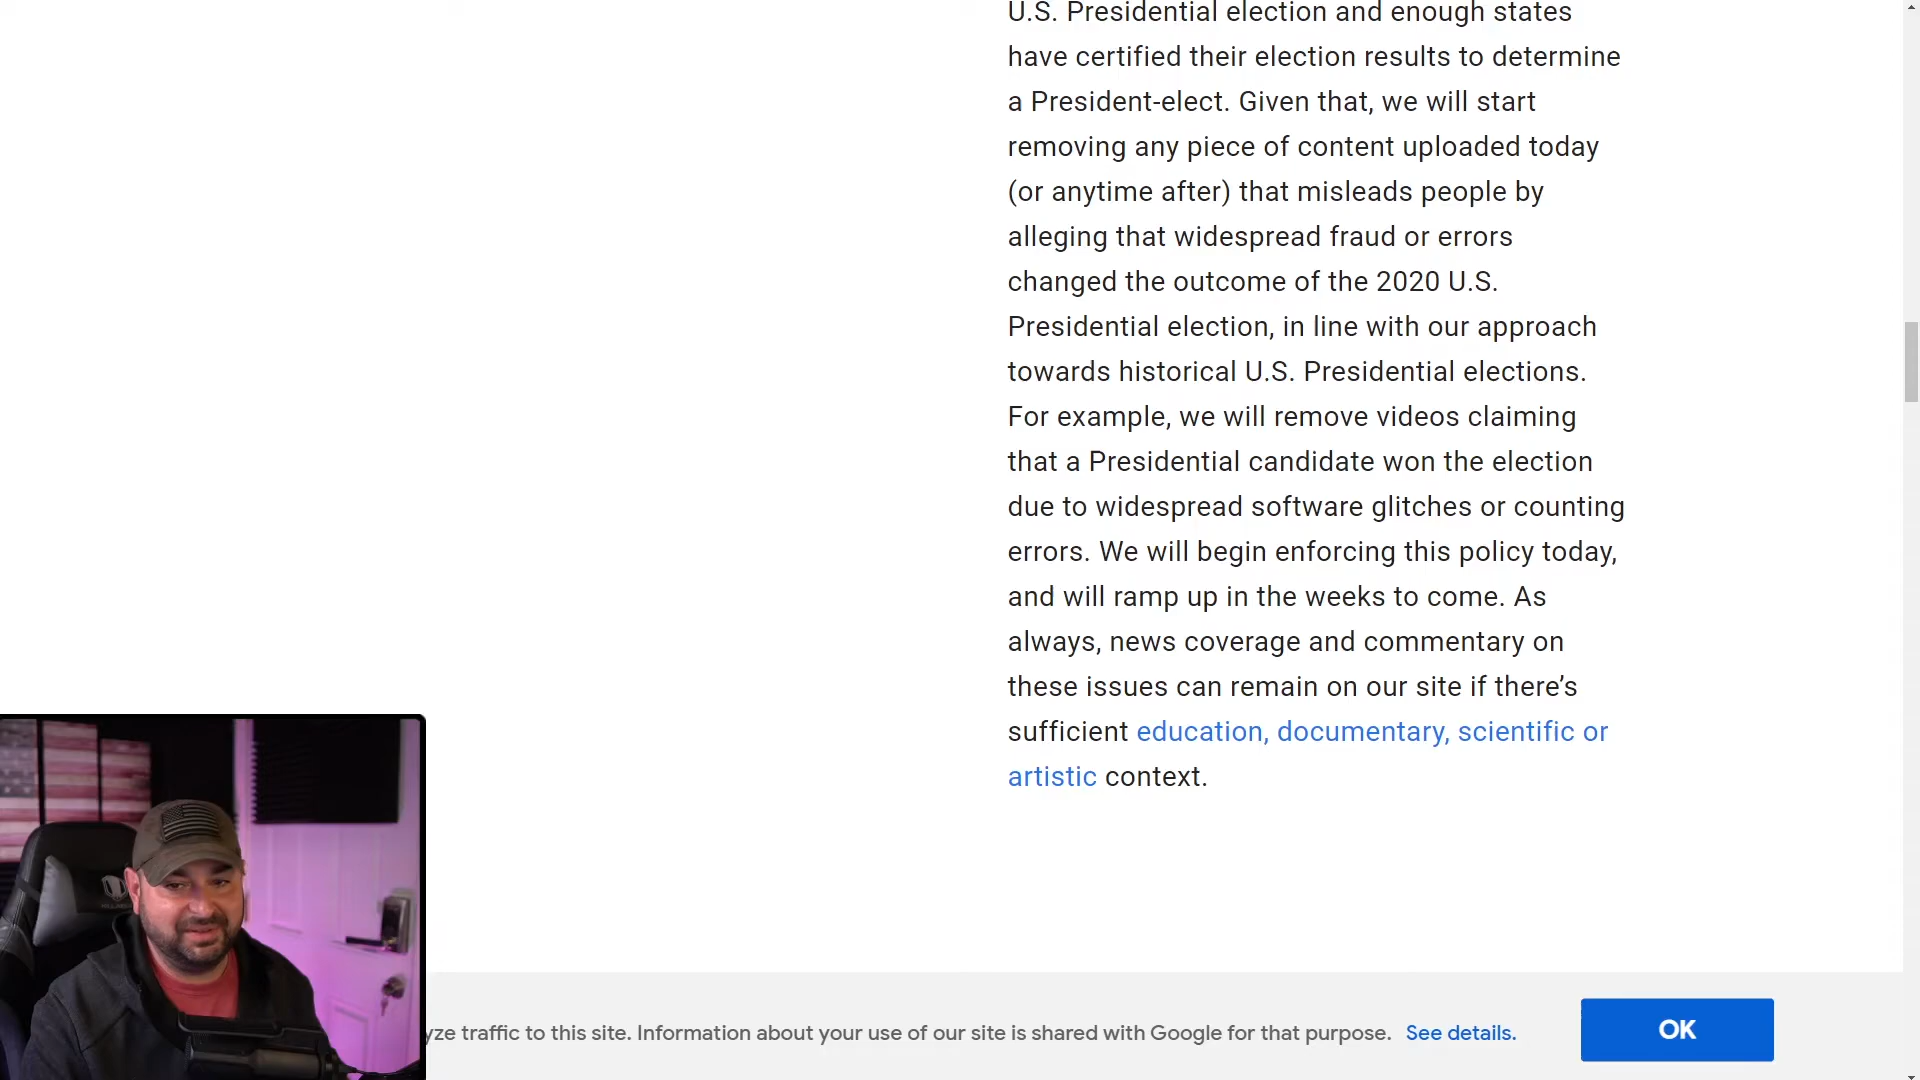 U.S. Presidential election and enough states
have certified their election results to determine
a President-elect. Given that, we will start
removing any piece of content uploaded today
(or anytime after) that misleads people by
alleging that widespread fraud or errors
changed the outcome of the 2020 U.S.
Presidential election, in line with our approach
towards historical U.S. Presidential elections.
For example, we will remove videos claiming
that a Presidential candidate won the election
due to widespread software glitches or counting
errors. We will begin enforcing this policy today,
and will ramp up in the weeks to come. As
always, news coverage and commentary on
these issues can remain on our site if there’s
sufficient education, documentary, scientific or
artistic context.
yze traffic to this site. Information about your use of our site is shared with Google for that purpose. See details.
OK